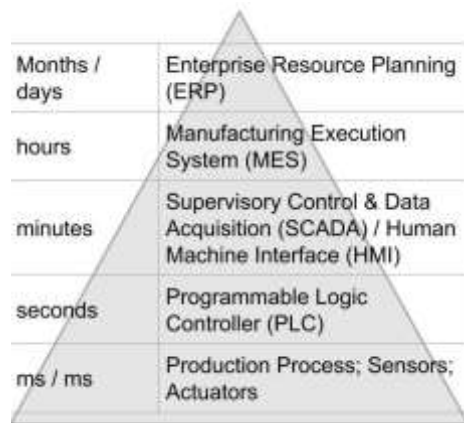 Months /
days
Enterprise Resource Planning
(ERP)
hours
Manufacturing Execution
System (MES)
minutes
Supervisory Control & Data
Acquisition (SCADA) / Human
Machine Interface (HMI)
seconds
Programmable Logic
Controller (PLC)
ms / ms
Production Process; Sensors;
Actuators